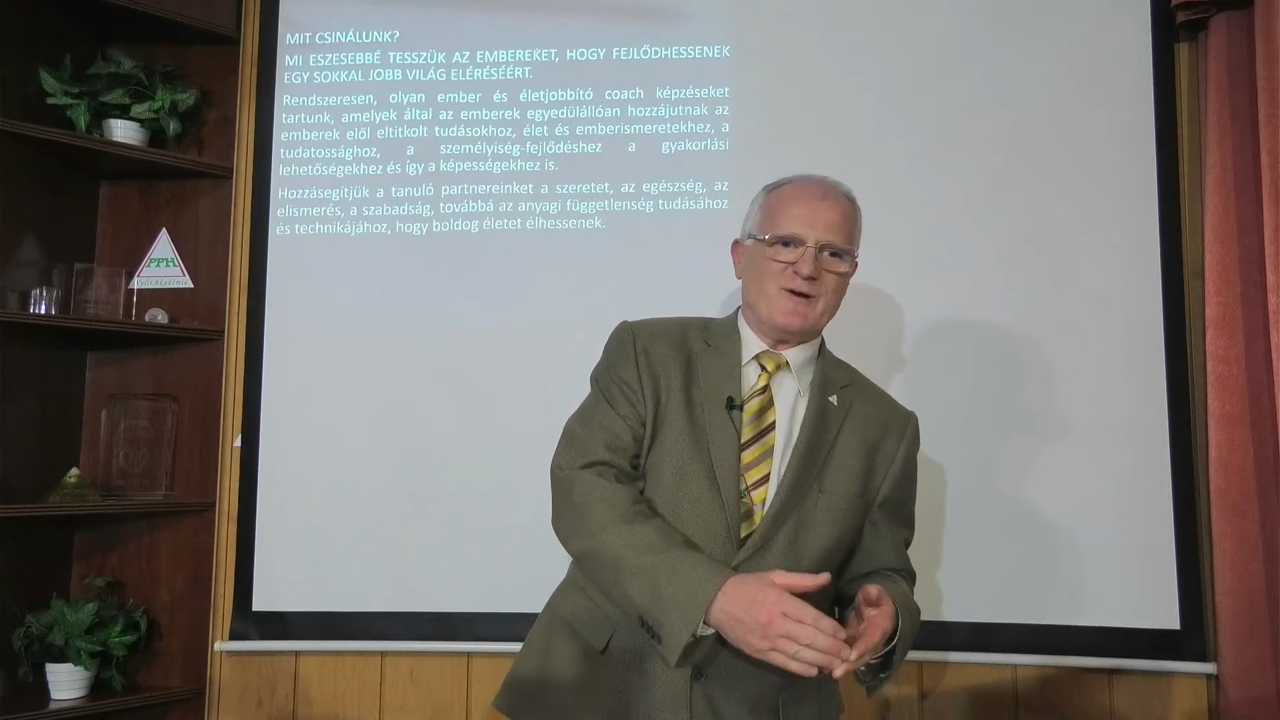 MIT CSINÁLUNK?
MI ESZESEBBÉ TESSZÜK AZ EMBEREKET, HOGY FEJLŐDHESSENEK
EGY SOKKAL JOBB VILÁG ELÉRÉSÉÉRT.
Rendszeresen, olyan ember és életjobbító coach képzéseket
tartunk, amelyek által az emberek egyedülállóan hozzájutnak az
emberek elől eltitkolt tudásokhoz, élet és emberismeretekhez, a
tudatossághoz, a személyiség-fejlődéshez a gyakorlási
lehetőségekhez és így a képességekhez is.
Hozzásegítjük a tanuló partnereinket a szeretet, az egészség, az
elismerés, a szabadság, továbbá az anyagi függetlenség tudásához
és technikájához, hogy boldog életet élhessenek.
PPH
Nyílt Akadémia